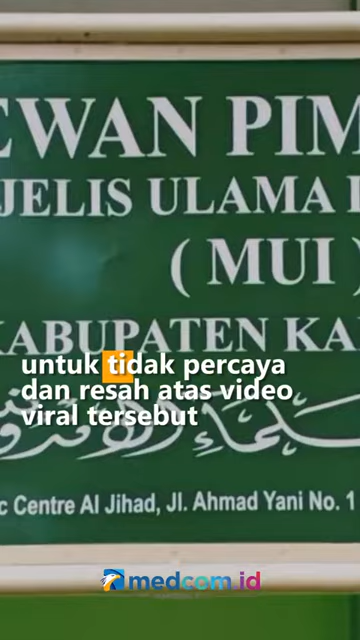 EWAN PIM
JELIS ULAMA I
( MUI )
KABUPATEN KA
untuk tidak percaya
dan resah atas video
viral tersebut
c Centre Al Jihad, Jl. Ahmad Yani No. 1
medcom.id